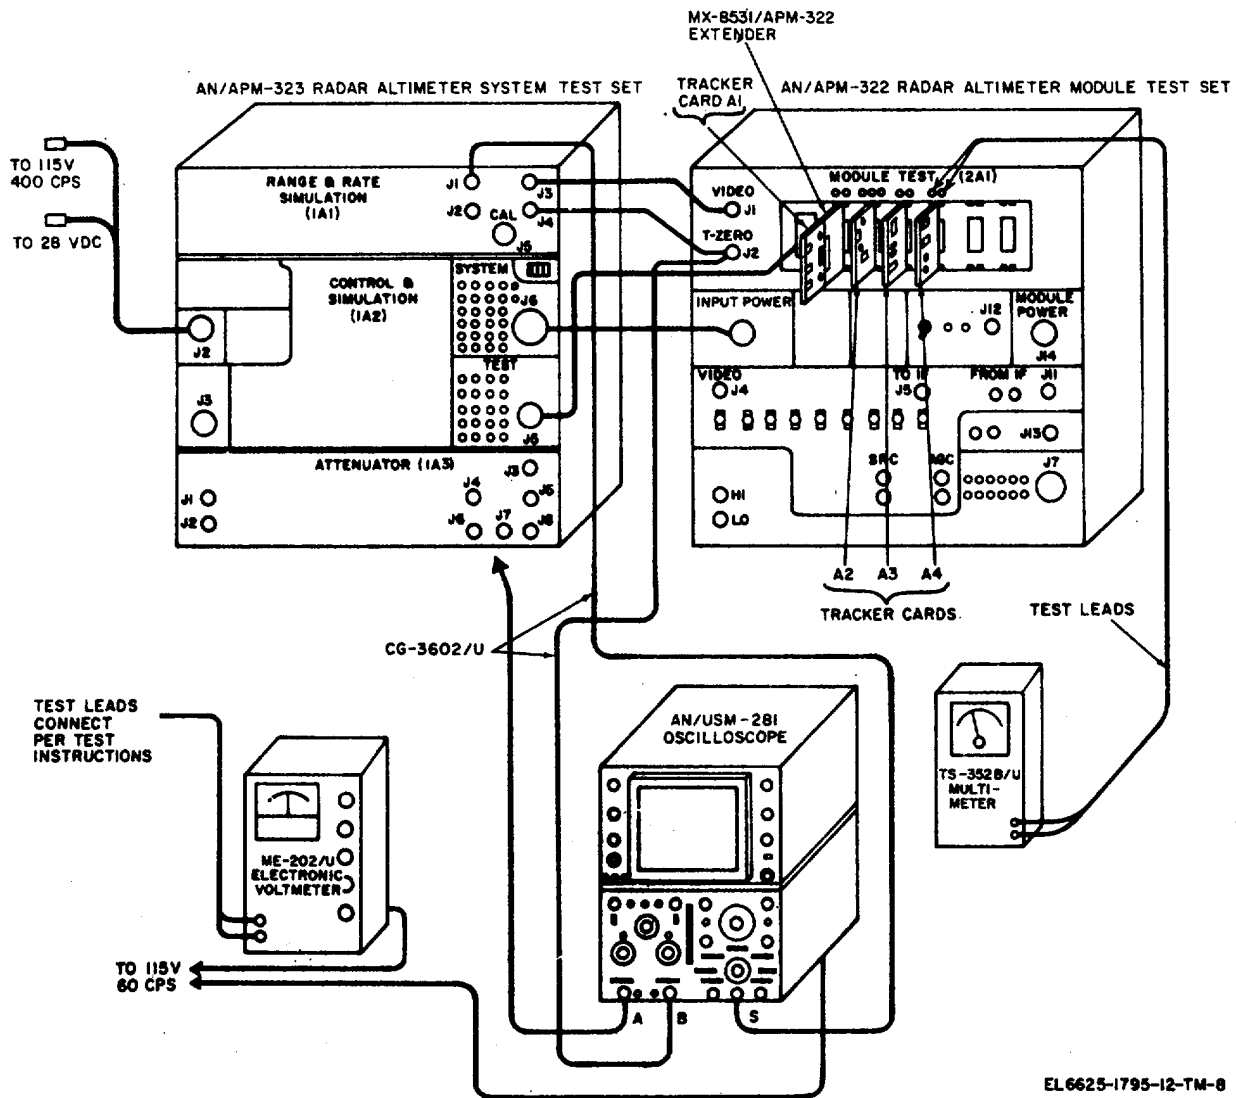 MX-8531/APM-322
EXTENDER
AN/APM-323 RADAR ALTIMETER SYSTEM TEST SET
TRACKER
CARD A1
AN/APM-322 RADAR ALTIMETER MODULE TEST SET
TO 115V
400 CPS
TO 28 VDC
RANGE & RATE
SIMULATION
(1A1)
J1
J3
J2
J4
CAL
J5
VIDEO
J1
T-ZERO
J2
MODULE TEST (2A1)
CONTROL &
SIMULATION
(1A2)
SYSTEM
J6
J2
TEST
J3
J5
INPUT POWER
J12
MODULE
POWER
J14
VIDEO
J4
TO IF
J5
FROM IF
J11
J13
ATTENUATOR (1A3)
J3
J1
J4
J5
J2
J6
J7
J8
SRC
AGC
J7
HI
LO
A2
A3
A4
TRACKER CARDS
TEST LEADS
CG-3602/U
TEST LEADS
CONNECT
PER TEST
INSTRUCTIONS
AN/USM-281
OSCILLOSCOPE
TS-352B/U
MULTI-
METER
ME-202/U
ELECTRONIC
VOLTMETER
TO 115V
60 CPS
A
B
S
EL6625-1795-12-TM-8